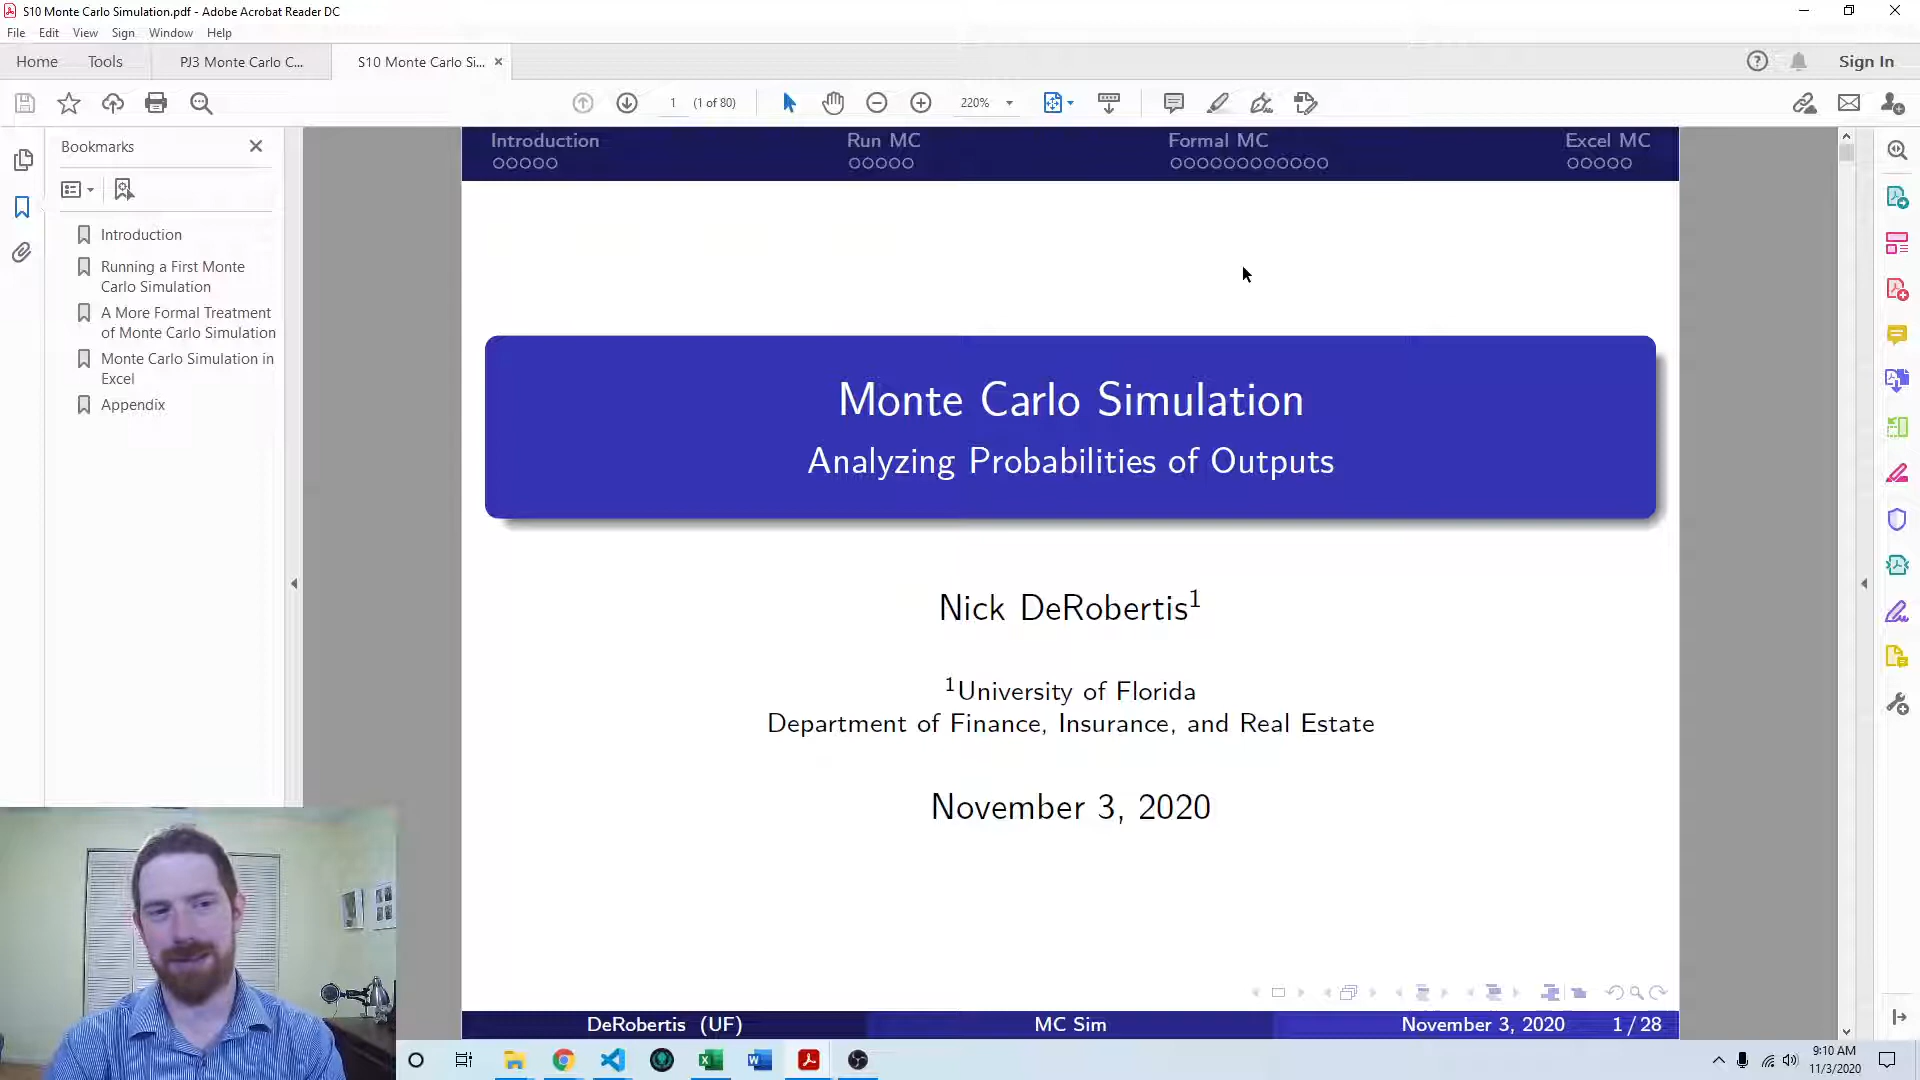 S10 Monte Carlo Simulation.pdf - Adobe Acrobat Reader DC
File Edit View Sign Window Help
Home Tools PJ3 Monte Carlo C... S10 Monte Carlo Si... Sign In
1 (1 of 80) 220%
Bookmarks
Introduction
Running a First Monte
Carlo Simulation
A More Formal Treatment
of Monte Carlo Simulation
Monte Carlo Simulation in
Excel
Appendix
Introduction Run MC Formal MC Excel MC
Monte Carlo Simulation
Analyzing Probabilities of Outputs
Nick DeRobertis¹
¹University of Florida
Department of Finance, Insurance, and Real Estate
November 3, 2020
DeRobertis (UF) MC Sim November 3, 2020 1 / 28
9:10 AM
11/3/2020